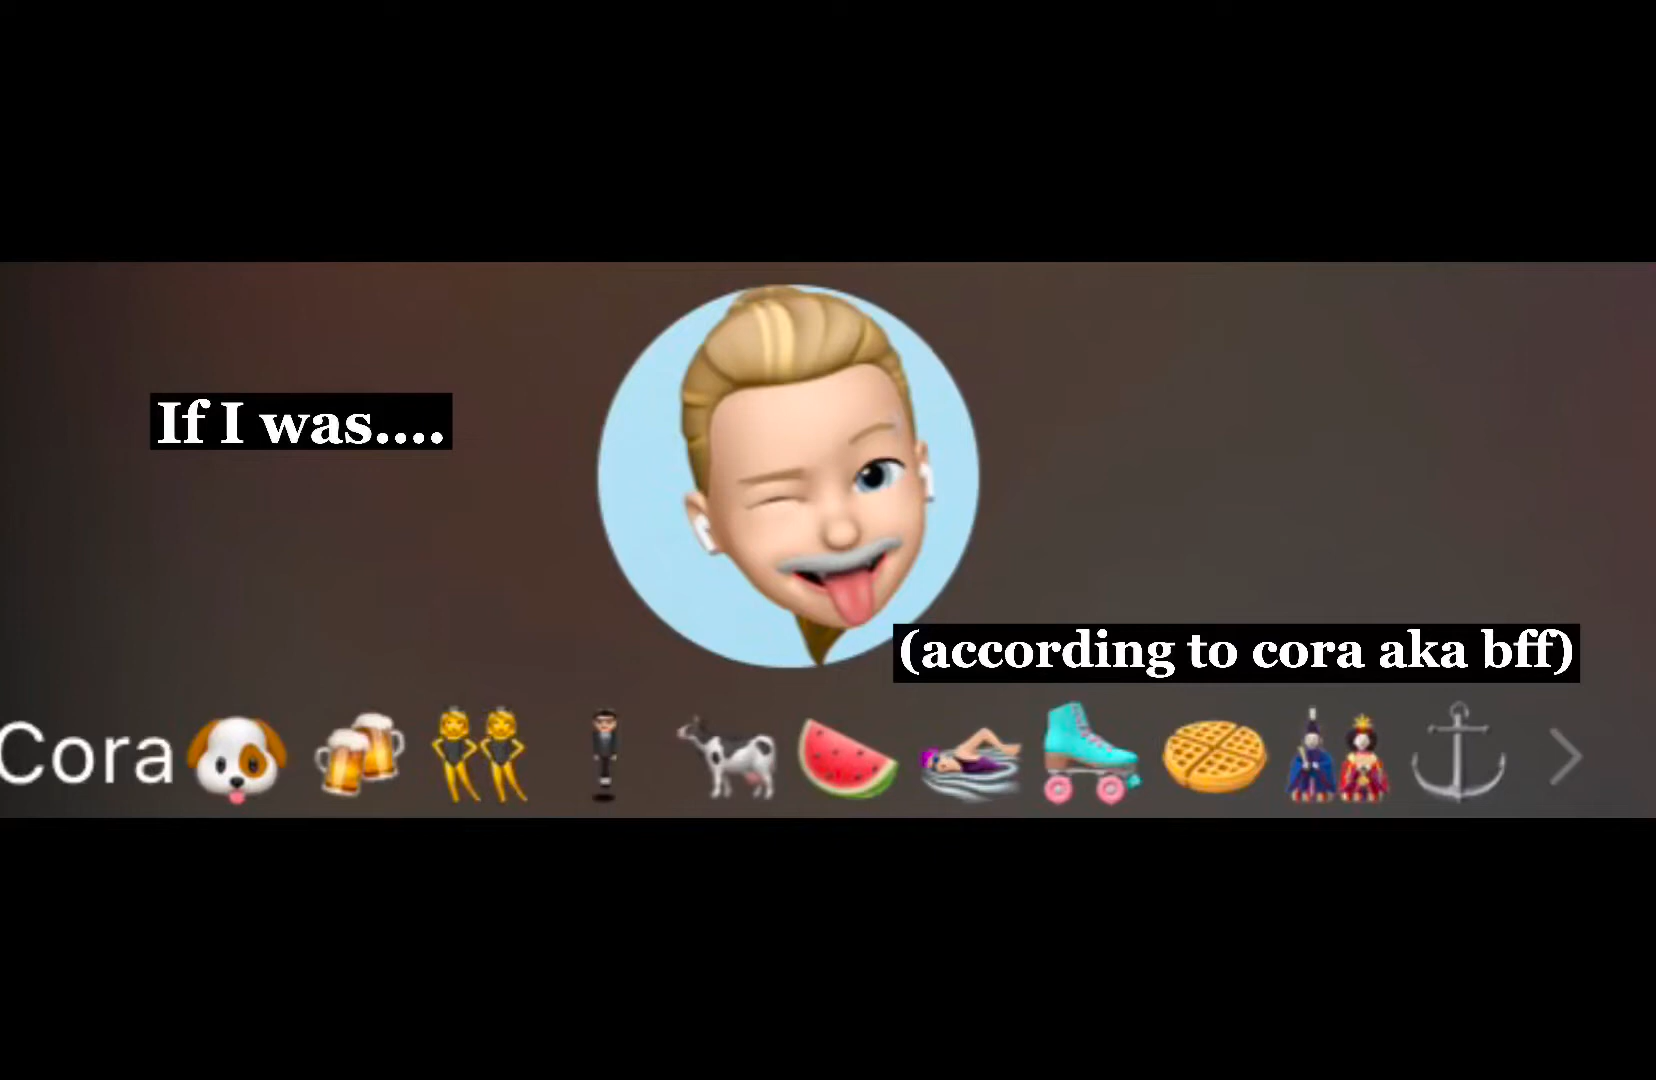 If I was....
(according to cora aka bff)
Cora